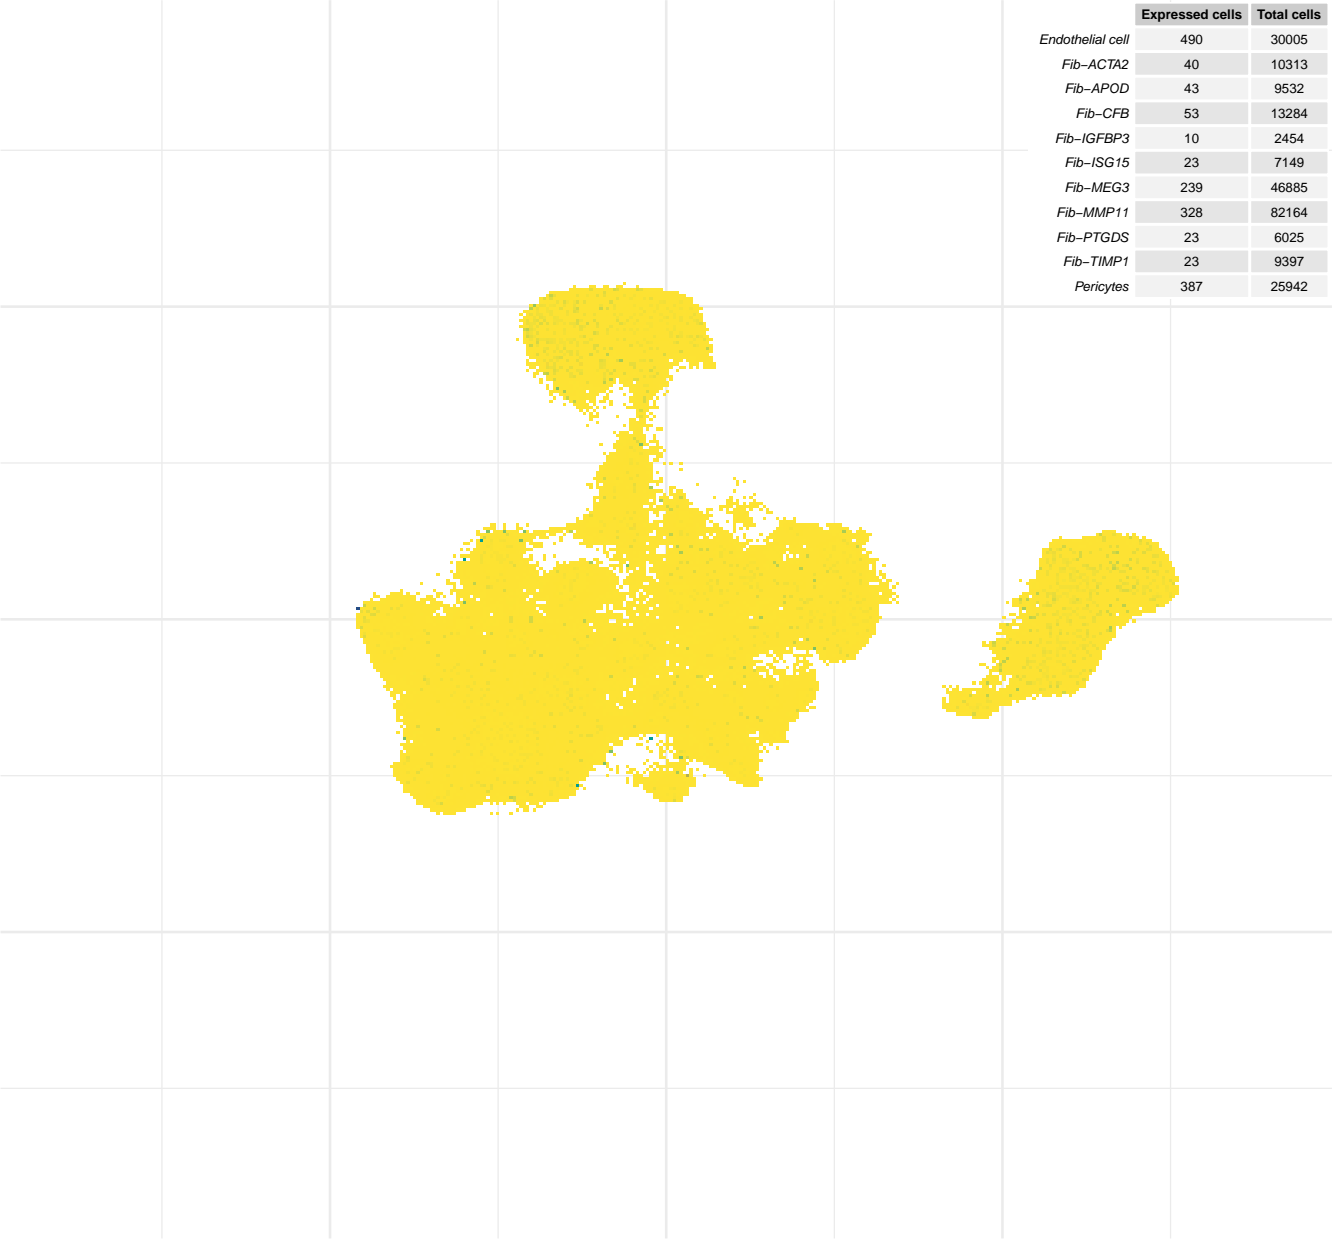 Expressed cells Total cells
Endothelial cell 490 30005
Fib−ACTA2 40 10313
Fib−APOD 43 9532
Fib−CFB 53 13284
Fib−IGFBP3 10 2454
Fib−ISG15 23 7149
Fib−MEG3 239 46885
Fib−MMP11 328 82164
Fib−PTGDS 23 6025
Fib−TIMP1 23 9397
Pericytes 387 25942